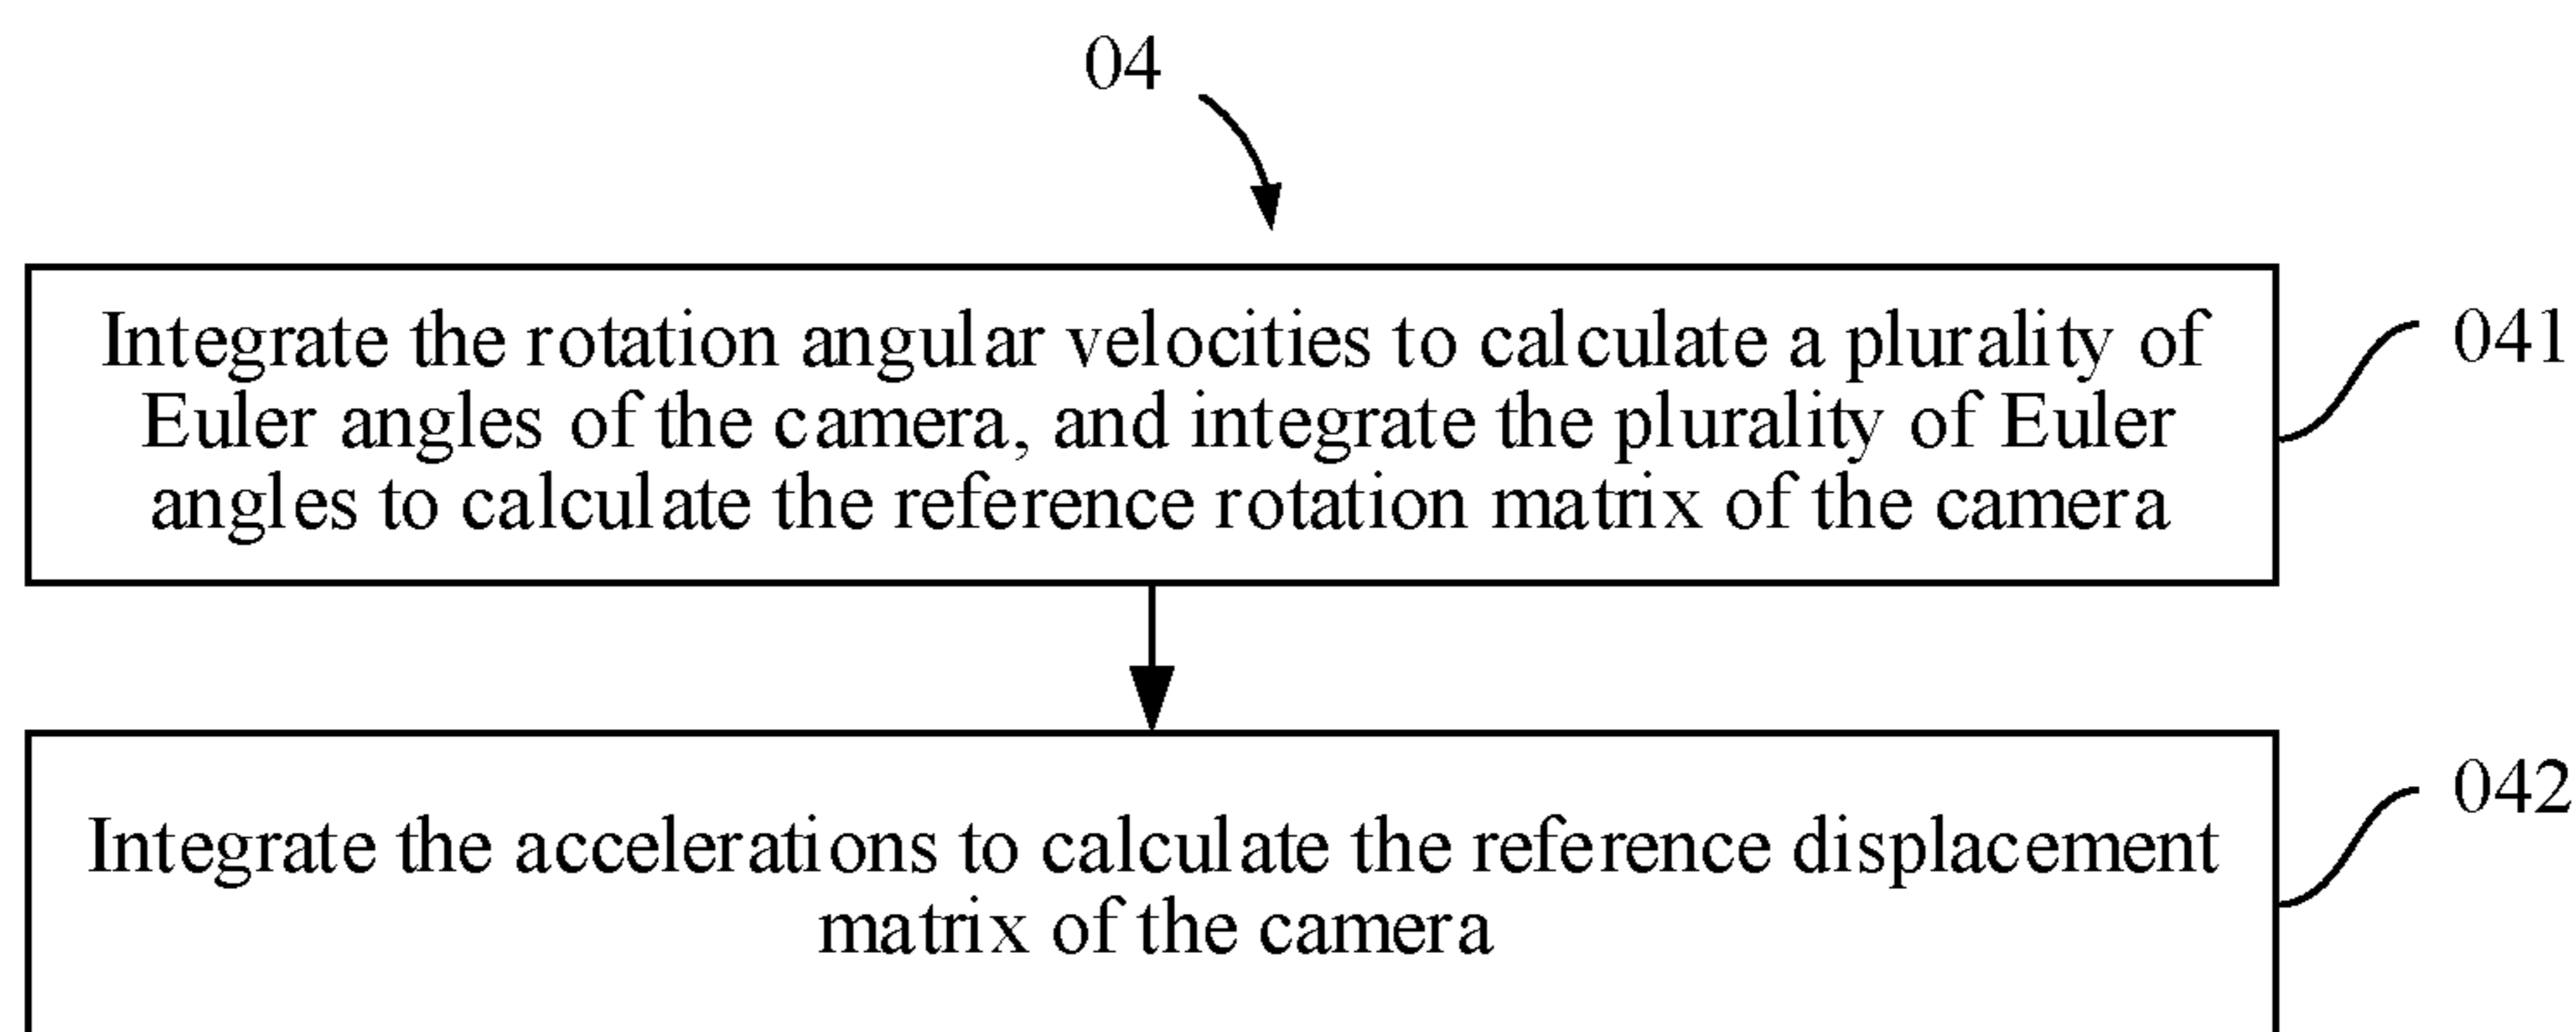 04
Integrate the rotation angular velocities to calculate a plurality of
Euler angles of the camera, and integrate the plurality of Euler
angles to calculate the reference rotation matrix of the camera
041
Integrate the accelerations to calculate the reference displacement
matrix of the camera
042